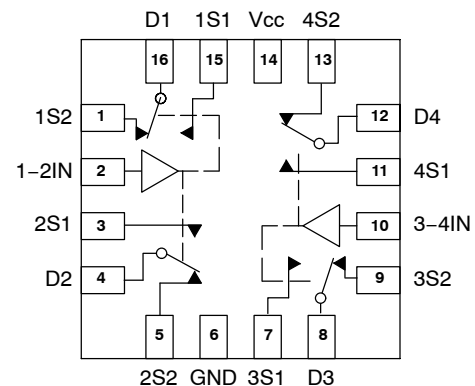 D1 1S1 Vcc 4S2
16 15 14 13
1S2 1 12 D4
1−2IN 2 11 4S1
2S1 3 10 3−4IN
D2 4 9 3S2
5 6 7 8
2S2 GND 3S1 D3